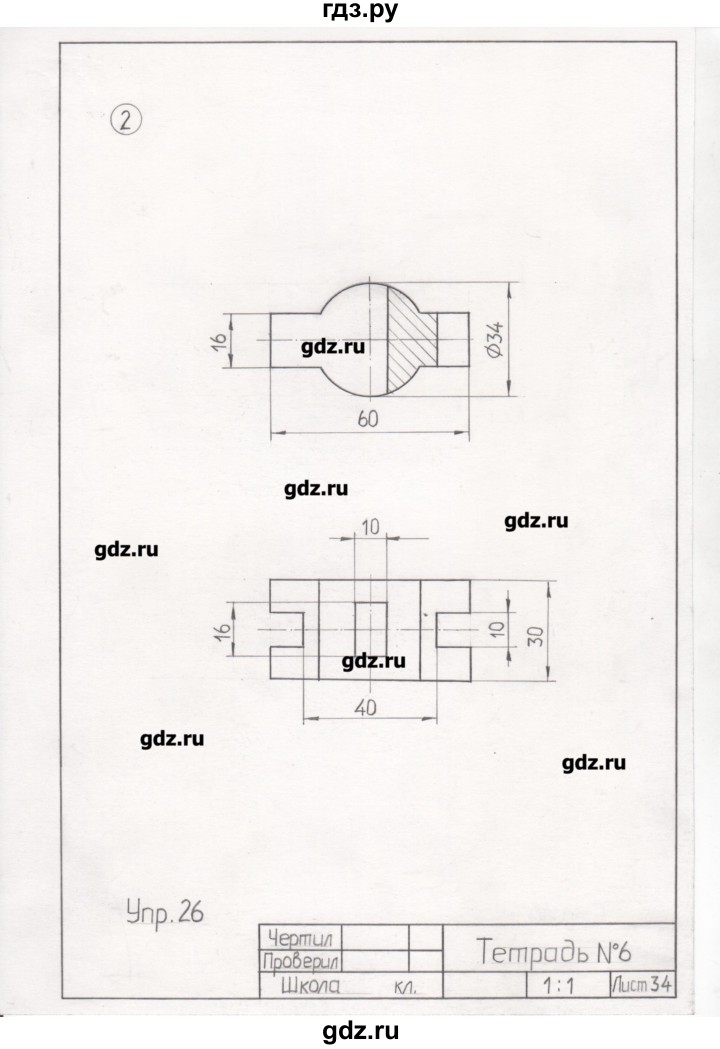 гдз.ру
2
16
gdz.ru
Ø34
60
gdz.ru
10
gdz.ru
gdz.ru
16
10
30
gdz.ru
40
gdz.ru
gdz.ru
Упр. 26
Чертил
Проверил
Тетрадь №6
Школа кл.
1:1
Лист 34
gdz.ru